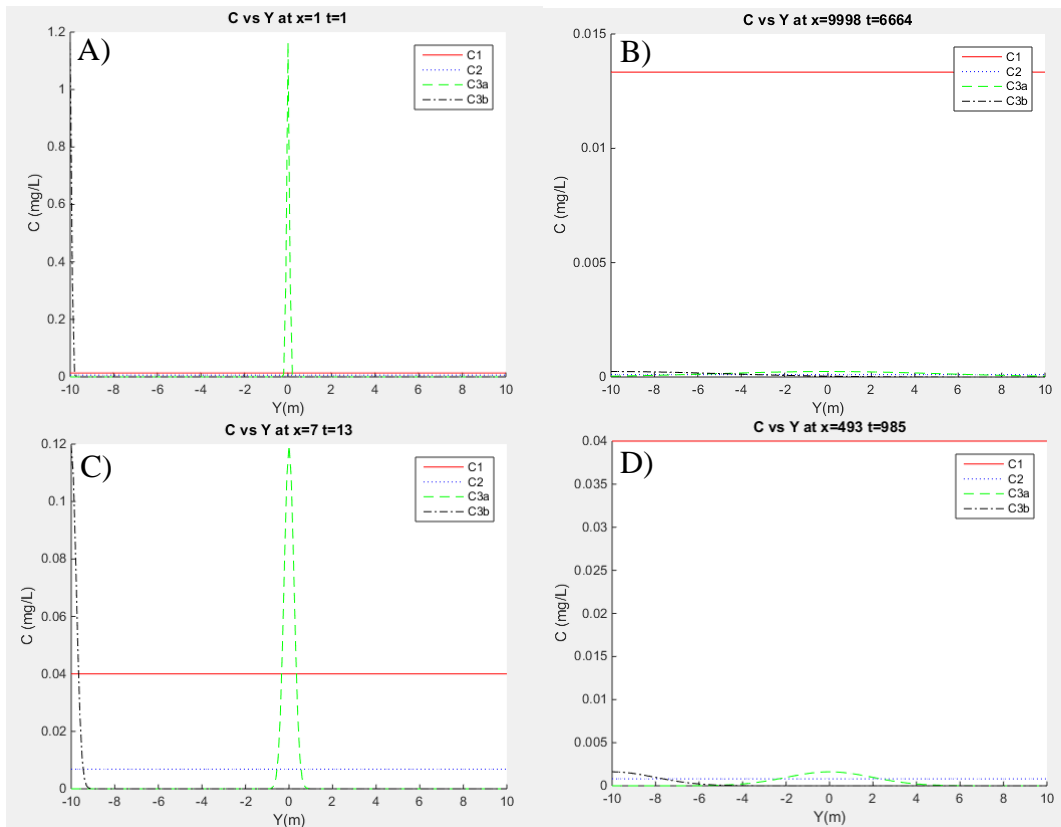 C vs Y at x=1 t=1
A)
C1
C2
C3a
C3b
1.2
1
0.8
0.6
0.4
0.2
0
C (mg/L)
-10 -8 -6 -4 -2 0 2 4 6 8 10
Y(m)
C vs Y at x=9998 t=6664
B)
C1
C2
C3a
C3b
0.015
0.01
0.005
0
C (mg/L)
-10 -8 -6 -4 -2 0 2 4 6 8 10
Y(m)
C vs Y at x=7 t=13
C)
C1
C2
C3a
C3b
0.12
0.1
0.08
0.06
0.04
0.02
0
C (mg/L)
-10 -8 -6 -4 -2 0 2 4 6 8 10
Y(m)
C vs Y at x=493 t=985
D)
C1
C2
C3a
C3b
0.04
0.035
0.03
0.025
0.02
0.015
0.01
0.005
0
C (mg/L)
-10 -8 -6 -4 -2 0 2 4 6 8 10
Y(m)